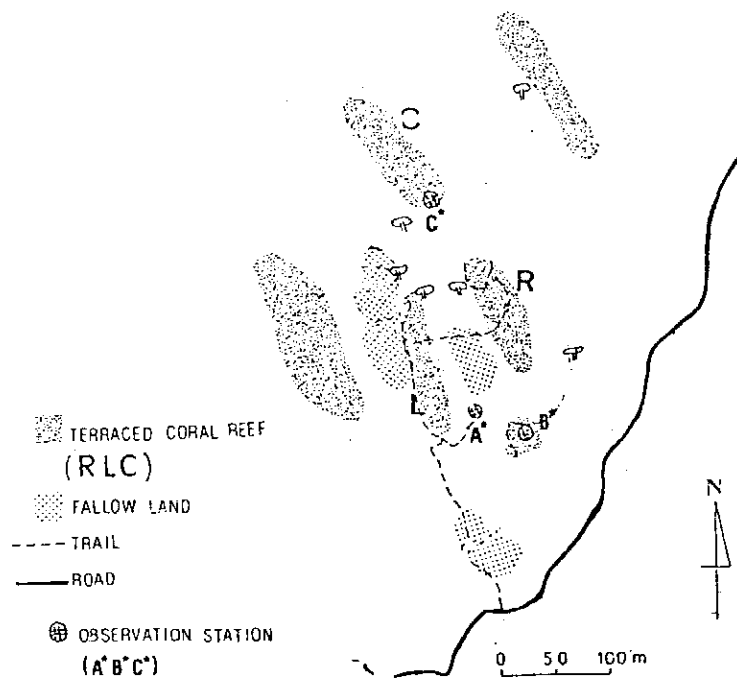 C
C*
R
L
A*
B*
TERRACED CORAL REEF
(RLC)
FALLOW LAND
TRAIL
ROAD
OBSERVATION STATION
(A*B*C*)
N
0 50 100 m